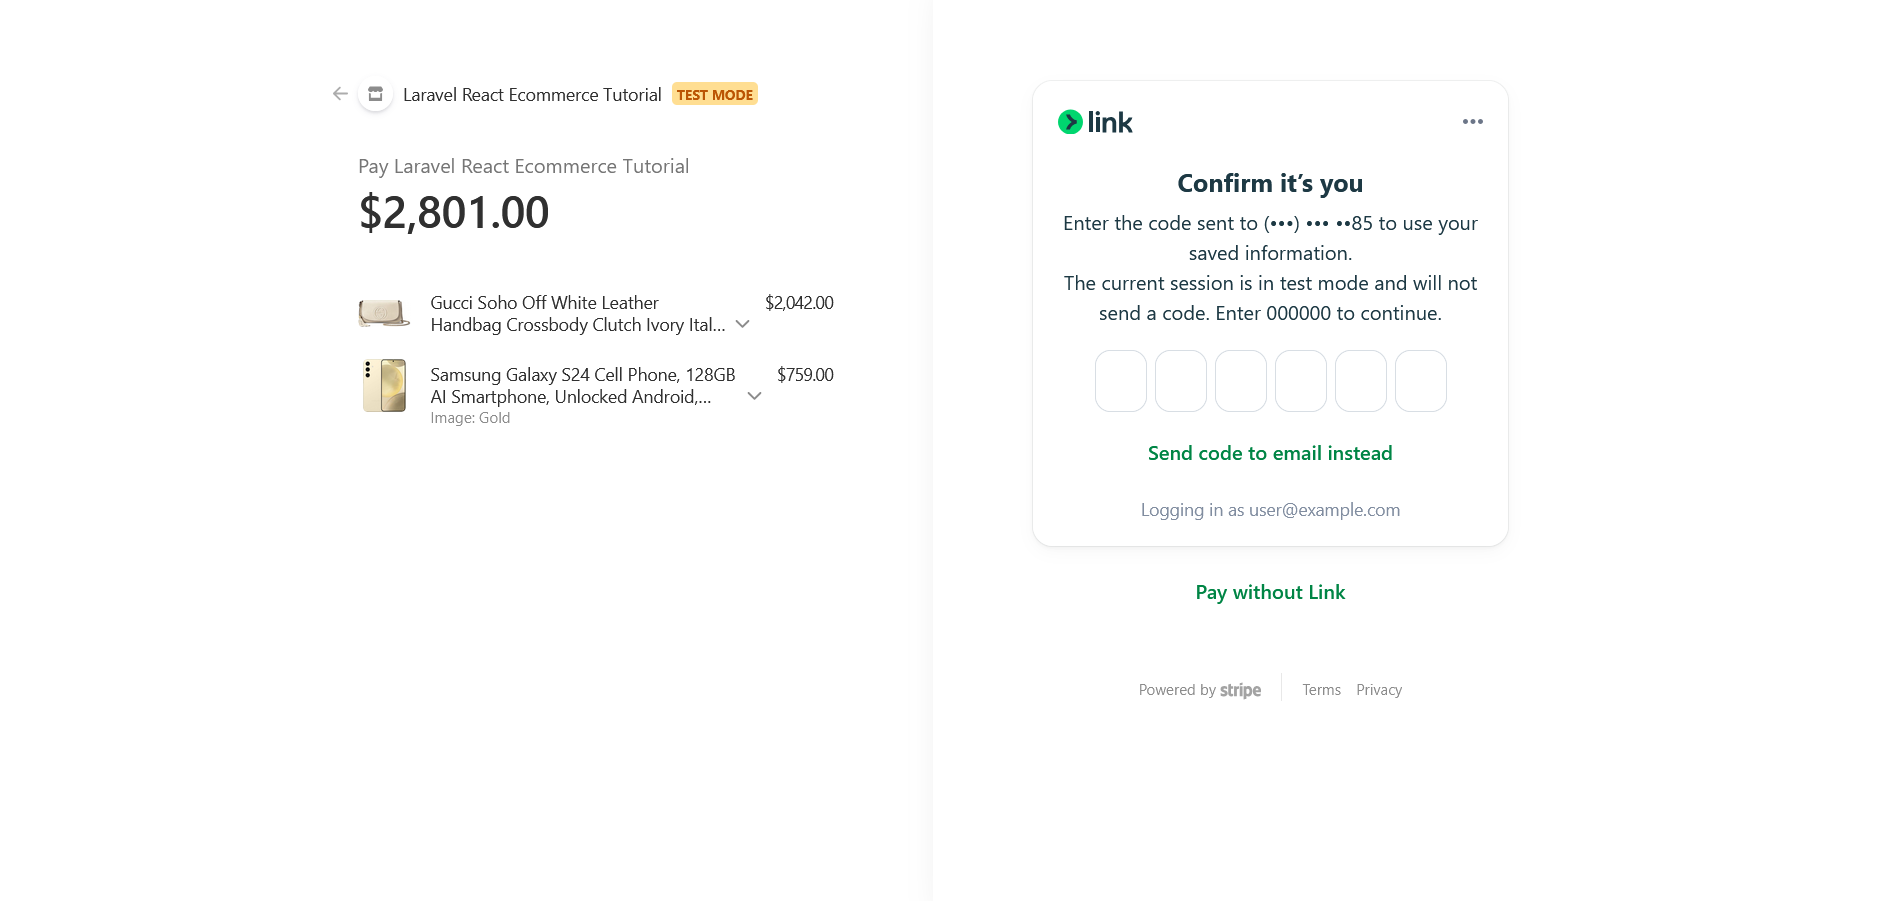 Laravel React Ecommerce Tutorial TEST MODE
Pay Laravel React Ecommerce Tutorial
$2,801.00
Gucci Soho Off White Leather $2,042.00
Handbag Crossbody Clutch Ivory Ital...
Samsung Galaxy S24 Cell Phone, 128GB $759.00
AI Smartphone, Unlocked Android,...
Image: Gold
link
Confirm it’s you
Enter the code sent to (•••) ••• ••85 to use your
saved information.
The current session is in test mode and will not
send a code. Enter 000000 to continue.
Send code to email instead
Logging in as user@example.com
Pay without Link
Powered by stripe Terms Privacy